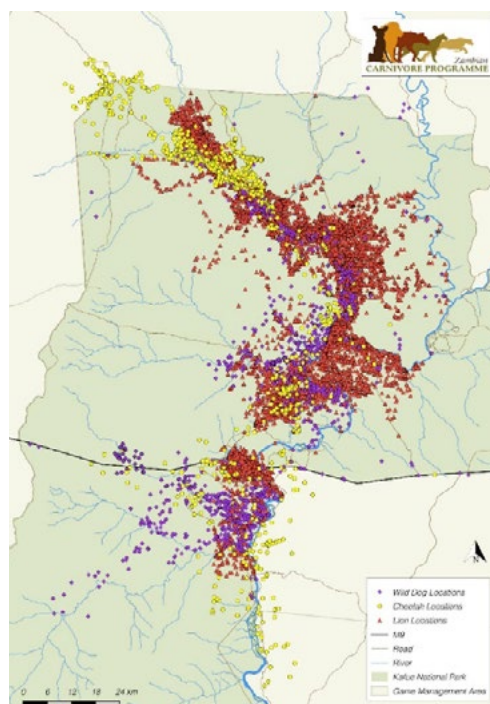 Zambian
CARNIVORE PROGRAMME
N
Wild Dog Locations
Cheetah Locations
Lion Locations
M9
Road
River
Kafue National Park
Game Management Area
0 6 12 18 24 km